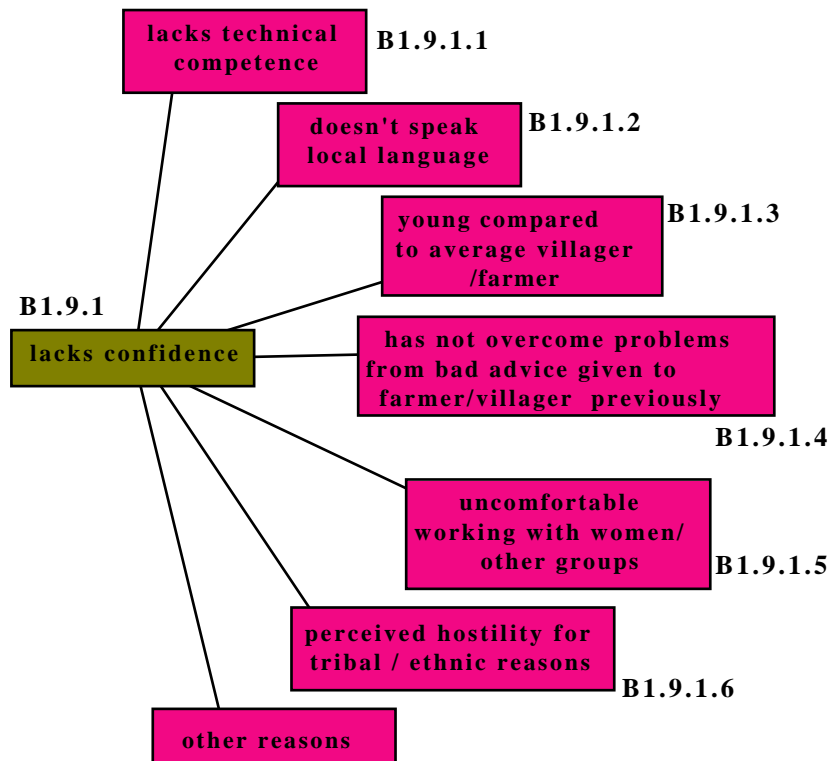 lacks technical
competence
B1.9.1.1
doesn't speak
local language
B1.9.1.2
young compared
to average villager
/farmer
B1.9.1.3
B1.9.1
lacks confidence
has not overcome problems
from bad advice given to
farmer/villager previously
B1.9.1.4
uncomfortable
working with women/
other groups
B1.9.1.5
perceived hostility for
tribal / ethnic reasons
B1.9.1.6
other reasons